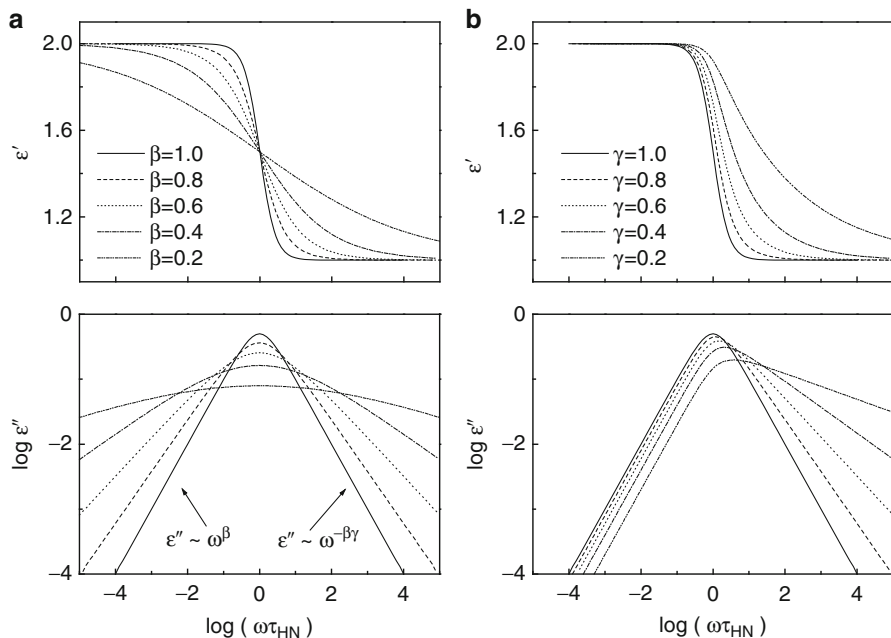 a
2.0
1.6
1.2
ε′
β=1.0
β=0.8
β=0.6
β=0.4
β=0.2
0
−2
−4
log ε″
ε″ ~ ω^β
ε″ ~ ω^−βγ
−4 −2 0 2 4
log ( ωτ_HN )
b
2.0
1.6
1.2
ε′
γ=1.0
γ=0.8
γ=0.6
γ=0.4
γ=0.2
0
−2
−4
log ε″
−4 −2 0 2 4
log ( ωτ_HN )